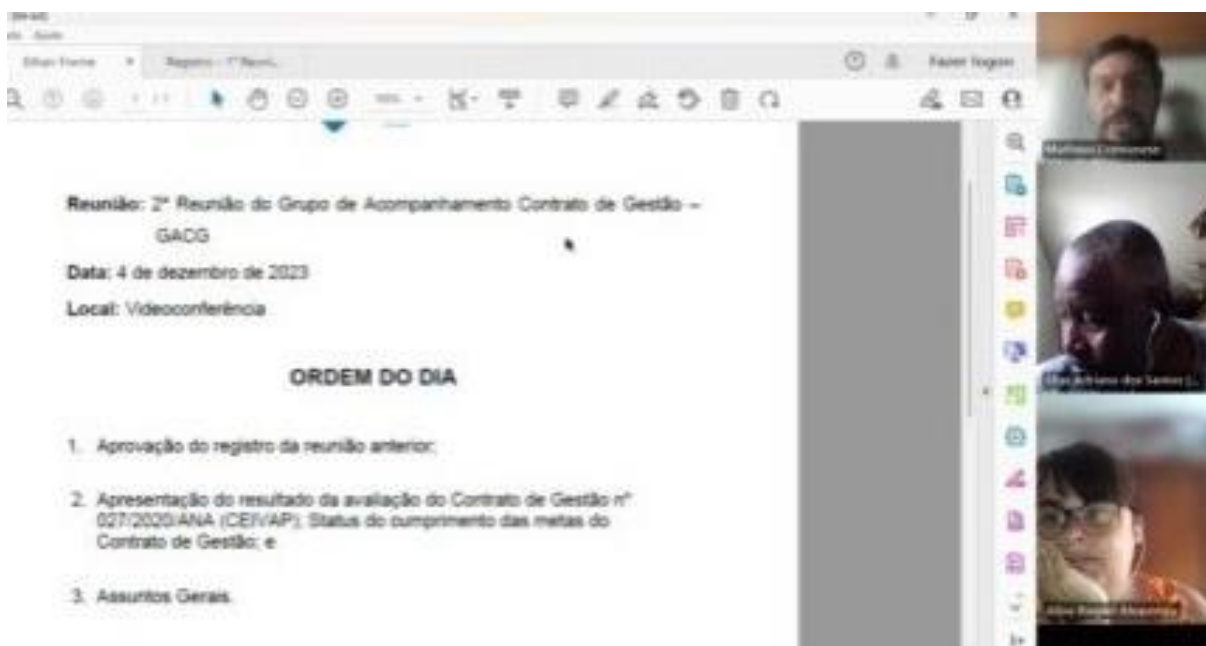 Fazer logon
Reunião: 2ª Reunião do Grupo de Acompanhamento Contrato de Gestão –
GACG
Data: 4 de dezembro de 2023
Local: Videoconferência
ORDEM DO DIA
1. Aprovação do registro da reunião anterior;
2. Apresentação do resultado da avaliação do Contrato de Gestão nº
027/2020/ANA (CEIVAP); Status do cumprimento das metas do
Contrato de Gestão; e
3. Assuntos Gerais.
Adriano dos Santos